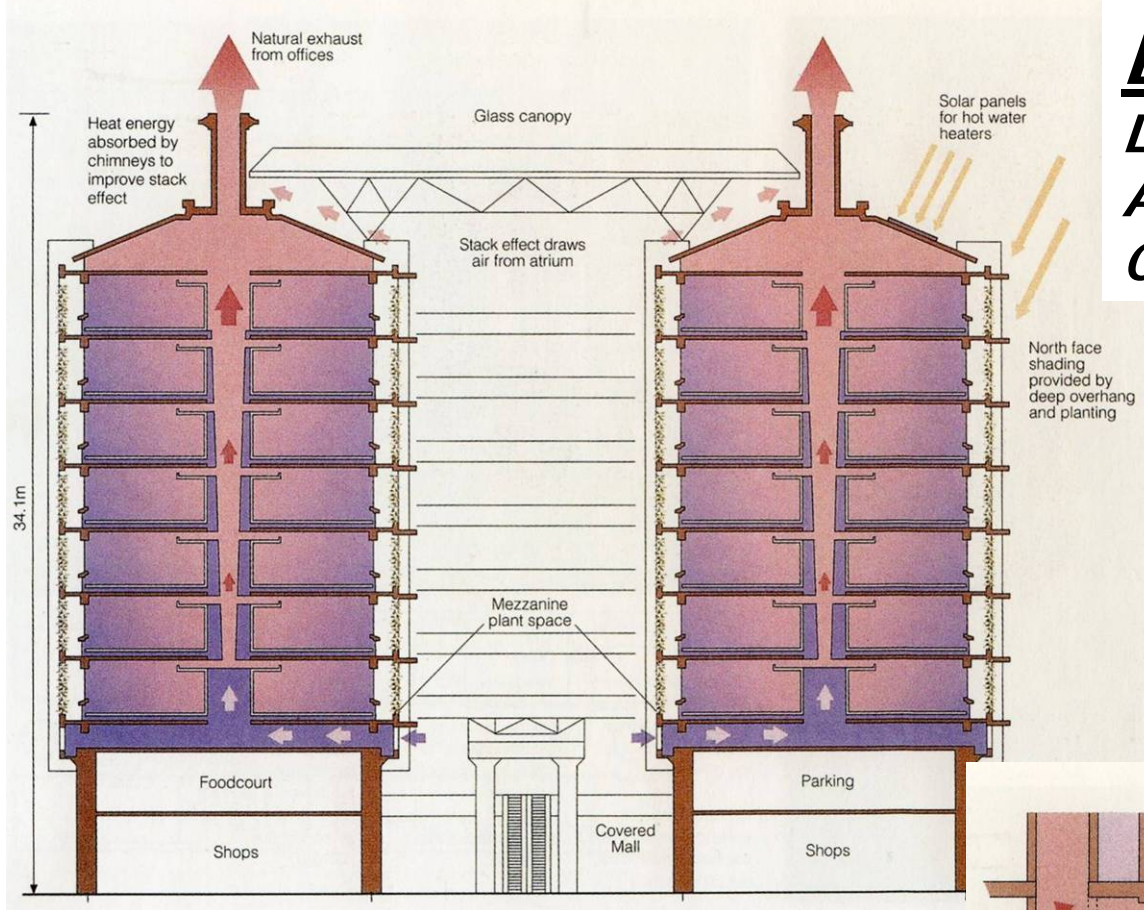 Natural exhaust
from offices
Heat energy
absorbed by
chimneys to
improve stack
effect
Glass canopy
Solar panels
for hot water
heaters
Stack effect draws
air from atrium
North face
shading
provided by
deep overhang
and planting
34.1m
Mezzanine
plant space
Foodcourt
Parking
Covered
Mall
Shops
Shops